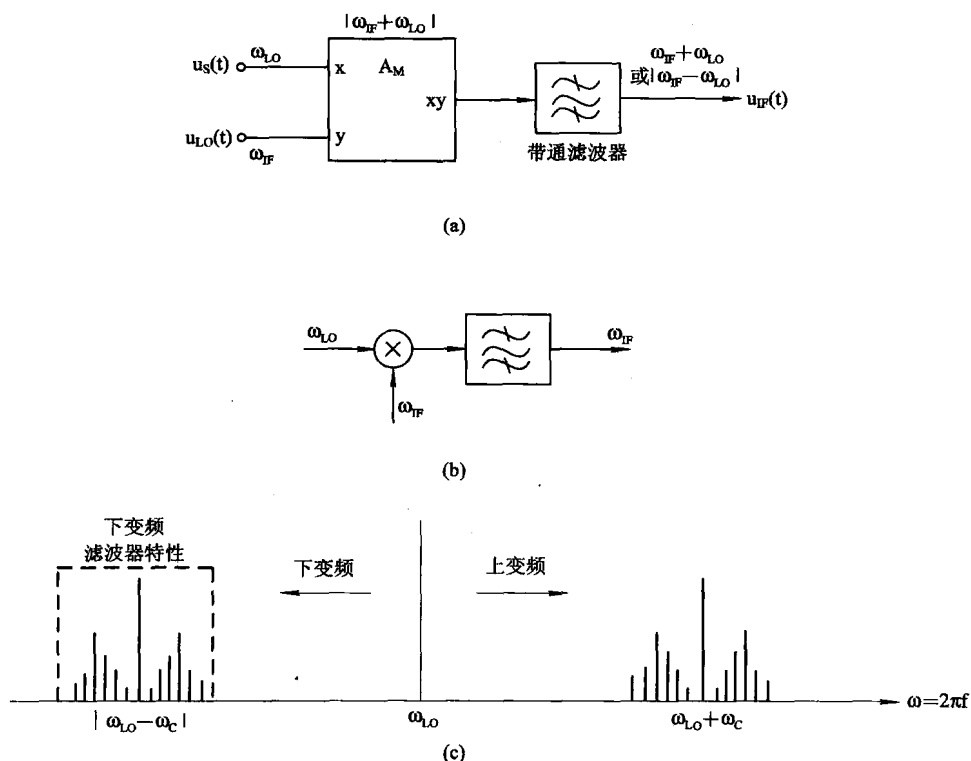 |ω_IF+ω_LO|
u_S(t) ω_LO x A_M
xy
ω_IF+ω_LO
或|ω_IF−ω_LO|
u_IF(t)
u_LO(t) ω_IF y
带通滤波器
(a)
ω_LO × ω_IF
ω_IF
(b)
下变频
滤波器特性
下变频 上变频
|ω_LO−ω_C| ω_LO ω_LO+ω_C ω=2πf
(c)